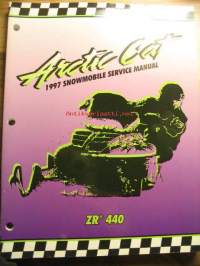 Arctic Cat
1997 SNOWMOBILE SERVICE MANUAL
ZR® 440